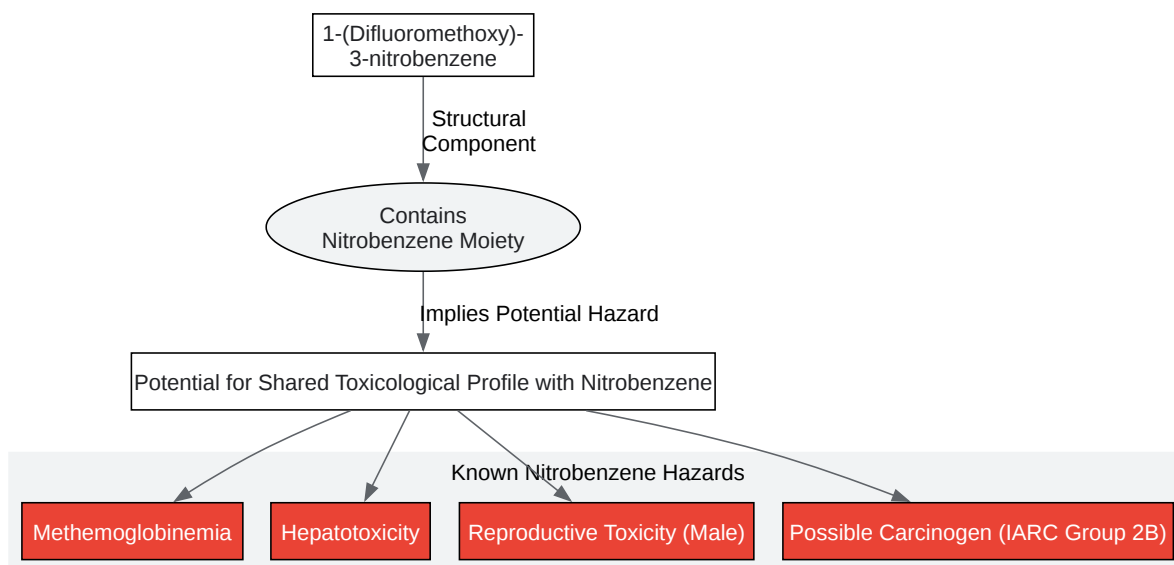 1-(Difluoromethoxy)-
3-nitrobenzene
Structural
Component
Contains
Nitrobenzene Moiety
Implies Potential Hazard
Potential for Shared Toxicological Profile with Nitrobenzene
Known Nitrobenzene Hazards
Methemoglobinemia
Hepatotoxicity
Reproductive Toxicity (Male)
Possible Carcinogen (IARC Group 2B)